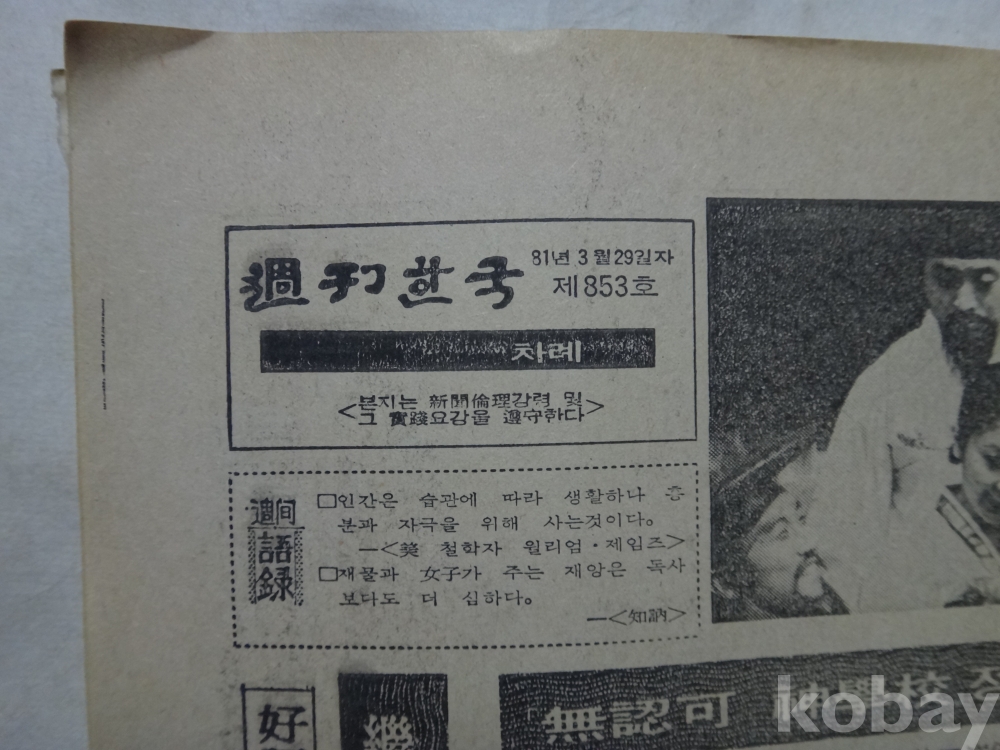 週刊 한국
81년 3월29일자
제853호
차례
<본지는 新聞倫理강령 및
그 實踐요강을 遵守한다>
週間
語録
□인간은 습관에 따라 생활하나 흥
분과 자극을 위해 사는것이다。
—<美 철학자 윌리엄·제임즈>
□재물과 女子가 주는 재앙은 독사
보다도 더 심하다。
—<知訥>
好
機
「無認可
kobay